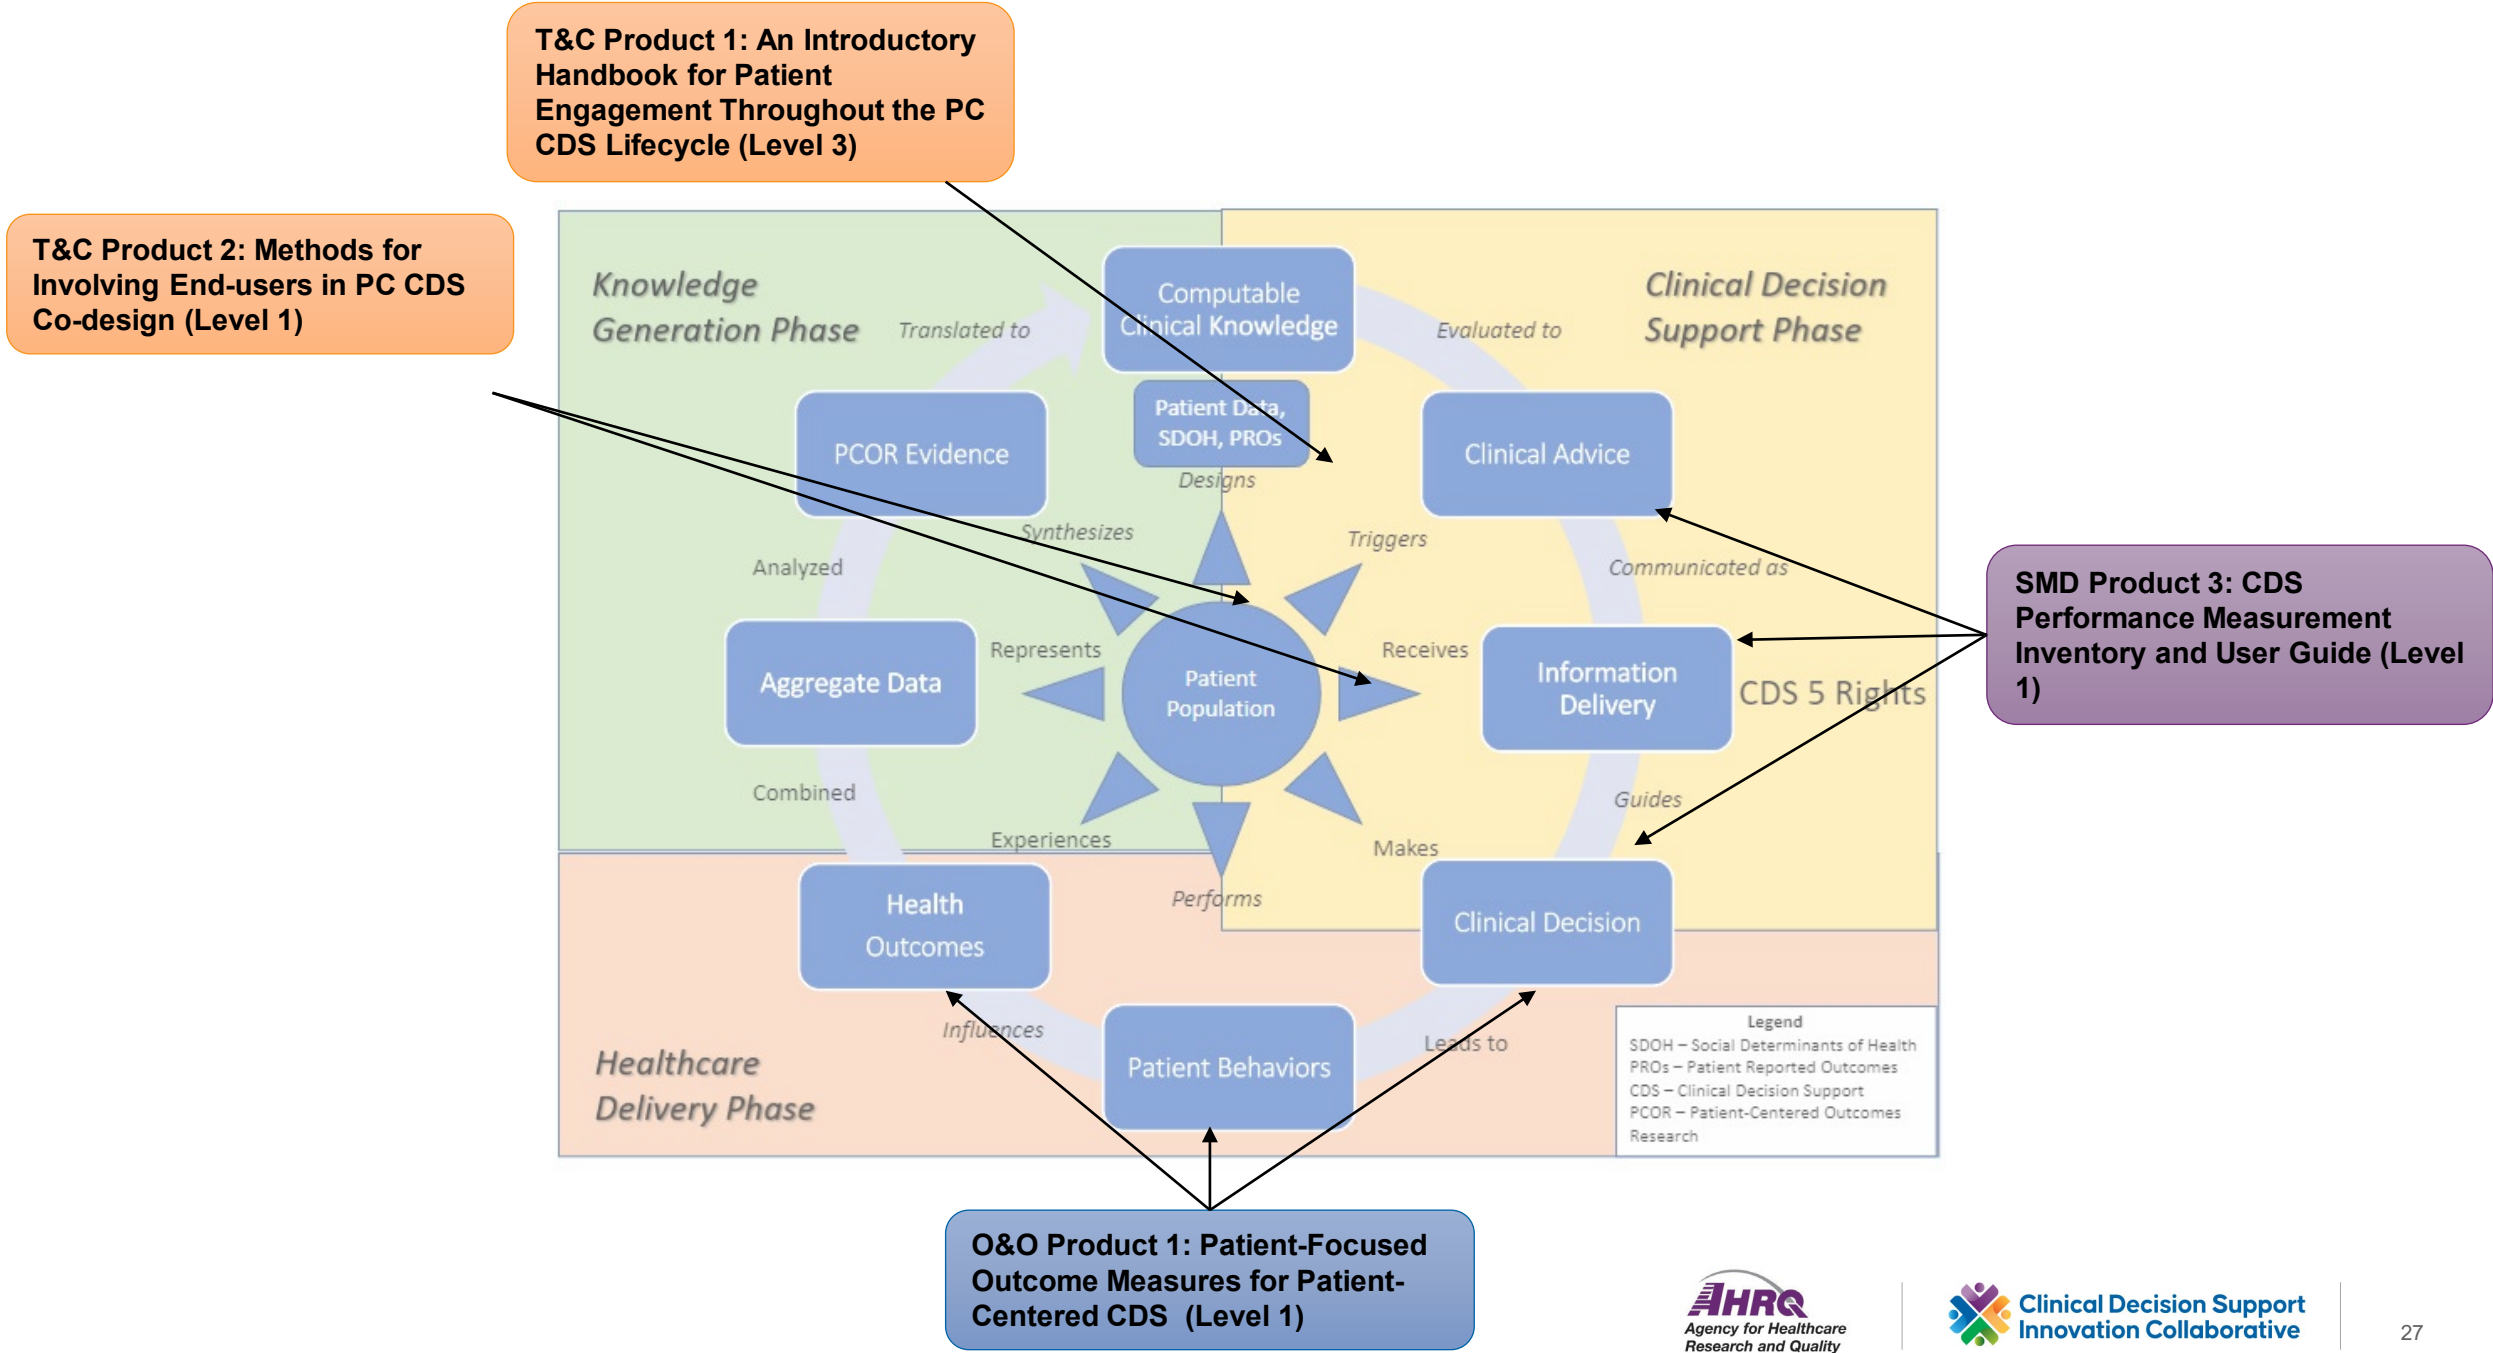 T&C Product 1: An Introductory
Handbook for Patient
Engagement Throughout the PC
CDS Lifecycle (Level 3)
T&C Product 2: Methods for
Involving End-users in PC CDS
Co-design (Level 1)
Knowledge
Generation Phase
Translated to
Computable
Clinical Knowledge
Evaluated to
Clinical Decision
Support Phase
PCOR Evidence
Patient Data,
SDOH, PROs
Clinical Advice
Designs
Synthesizes
Triggers
Analyzed
Communicated as
SMD Product 3: CDS
Performance Measurement
Inventory and User Guide (Level
1)
Represents
Receives
Aggregate Data
Patient
Population
Information
Delivery
CDS 5 Rights
Combined
Guides
Experiences
Makes
Performs
Health
Outcomes
Clinical Decision
Influences
Leads to
Patient Behaviors
Healthcare
Delivery Phase
Legend
SDOH – Social Determinants of Health
PROs – Patient Reported Outcomes
CDS – Clinical Decision Support
PCOR – Patient-Centered Outcomes
Research
O&O Product 1: Patient-Focused
Outcome Measures for Patient-
Centered CDS  (Level 1)
AHRQ
Agency for Healthcare
Research and Quality
Clinical Decision Support
Innovation Collaborative
27